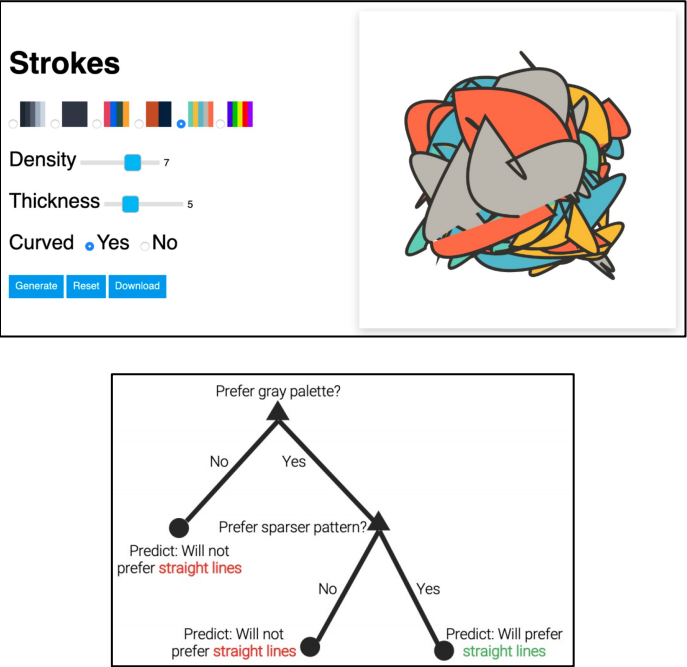 Strokes
Density 7
Thickness 5
Curved Yes No
Generate Reset Download
Prefer gray palette?
No Yes
Prefer sparser pattern?
Predict: Will not
prefer straight lines
No Yes
Predict: Will not Predict: Will prefer
prefer straight lines straight lines